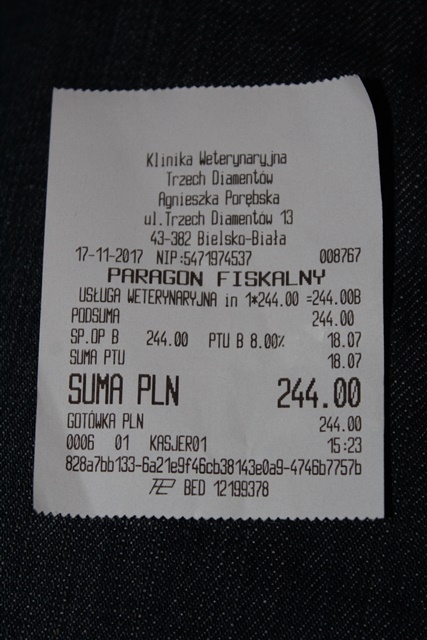 Klinika Weterynaryjna
Trzech Diamentów
Agnieszka Porębska
ul.Trzech Diamentów 13
43-382 Bielsko-Biała
17-11-2017 NIP:5471974537 008767
PARAGON FISKALNY
USŁUGA WETERYNARYJNA in 1*244.00 =244.00B
PODSUMA 244.00
SP.OP B 244.00 PTU B 8.00% 18.07
SUMA PTU 18.07
SUMA PLN 244.00
GOTÓWKA PLN 244.00
0006 01 KASJER01 15:23
828a7bb133-6a21e9f46cb38143e0a9-4746b7757b
BED 12199378